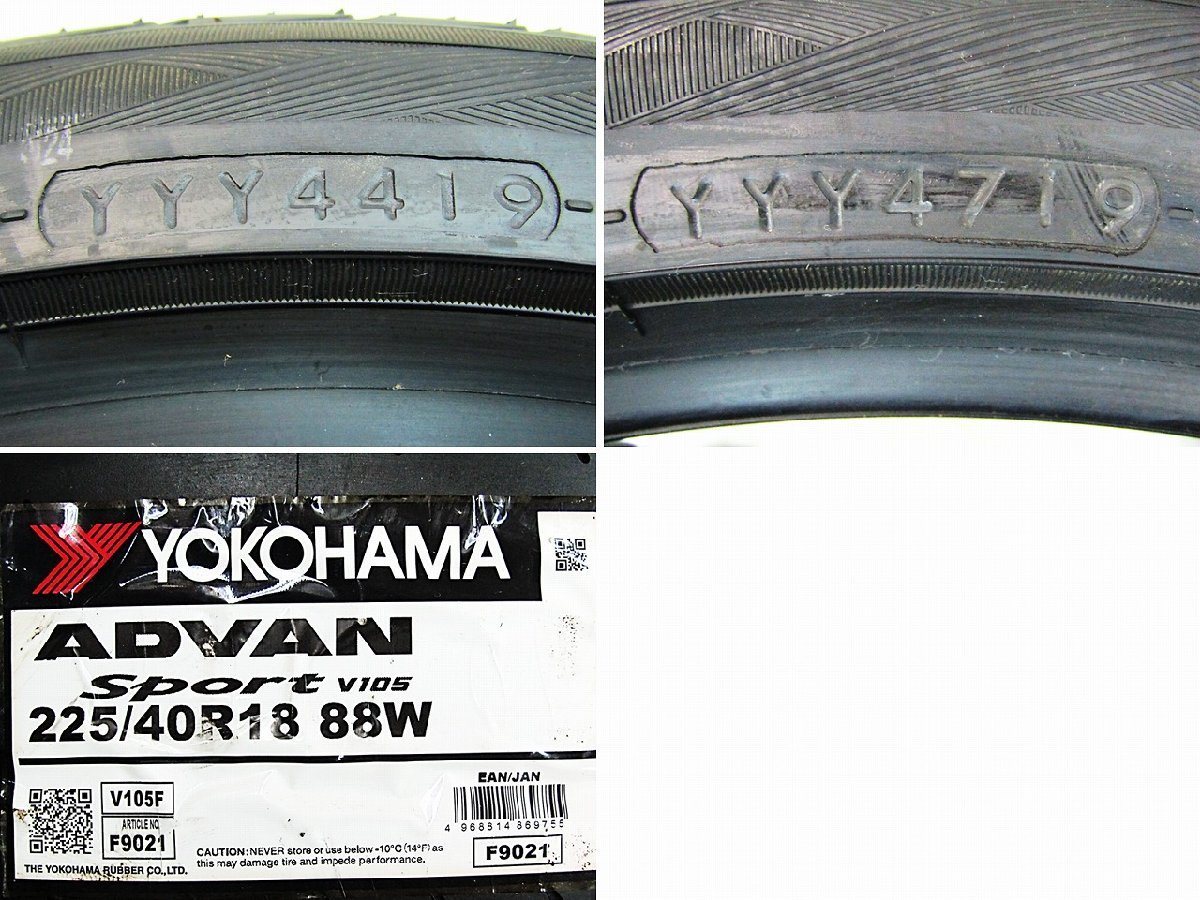 YYY4419
YYY4719
YOKOHAMA
ADVAN
Sport V105
225/40R18 88W
EAN/JAN
V105F
ARTICLE NO
F9021
4 968814 869755
CAUTION: NEVER store or use below -10°C (14°F) as
this may damage tire and impede performance.
F9021
THE YOKOHAMA RUBBER CO., LTD.